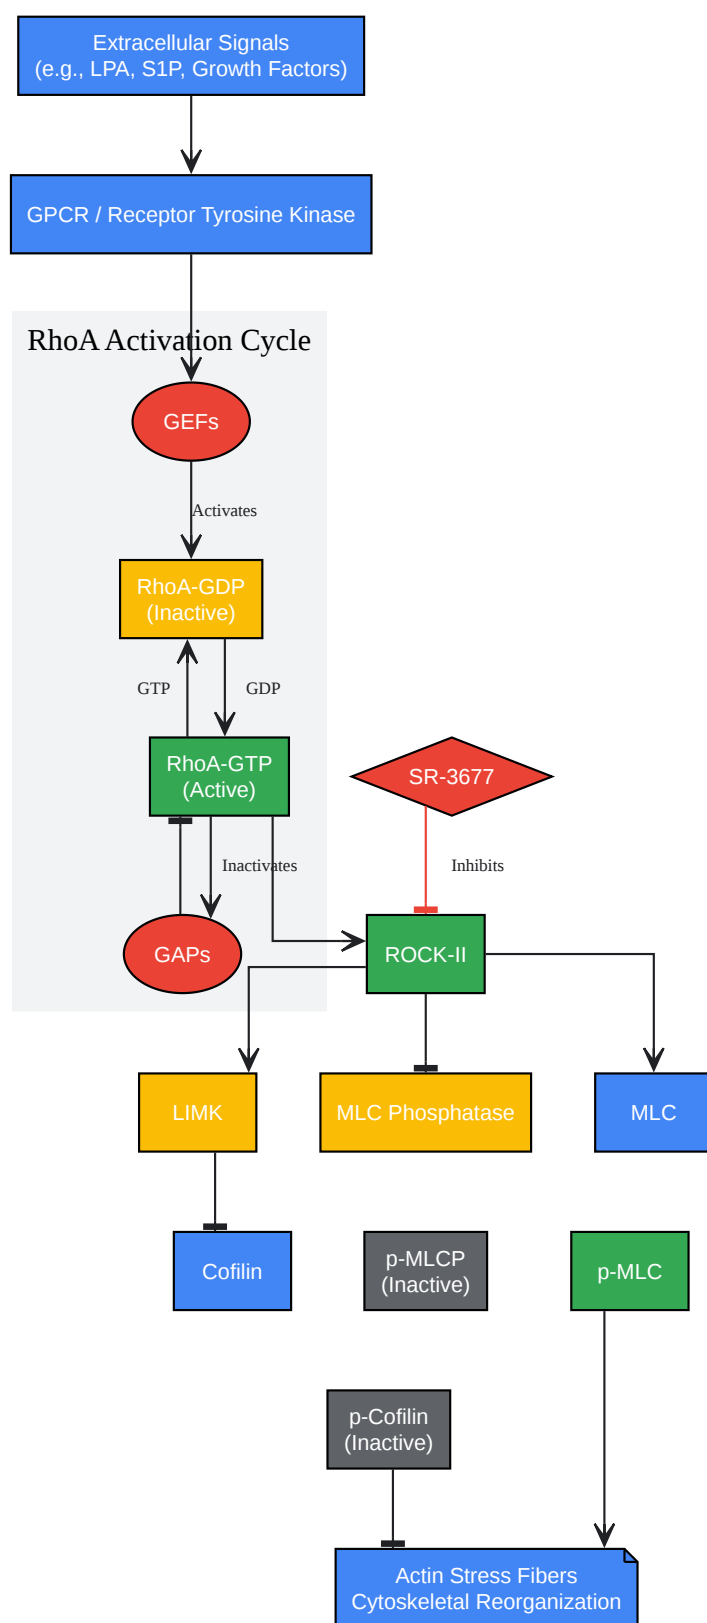 Extracellular Signals
(e.g., LPA, S1P, Growth Factors)
GPCR / Receptor Tyrosine Kinase
RhoA Activation Cycle
GEFs
Activates
RhoA-GDP
(Inactive)
GTP
GDP
RhoA-GTP
(Active)
SR-3677
Inactivates
Inhibits
GAPs
ROCK-II
LIMK
MLC Phosphatase
MLC
Cofilin
p-MLCP
(Inactive)
p-MLC
p-Cofilin
(Inactive)
Actin Stress Fibers
Cytoskeletal Reorganization